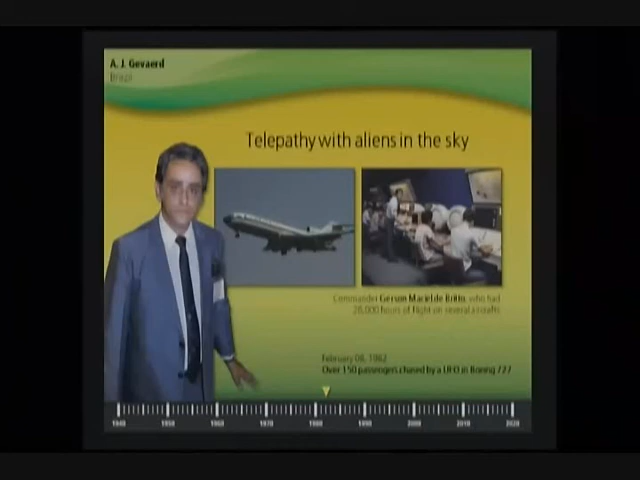 A. J. Gevaerd
Brazil
Telepathy with aliens in the sky
Commander Gerson Maciel de Britto, who had
26,000 hours of flight on several aircrafts
February 08, 1982
Over 150 passengers chased by a UFO in Boeing 727
1940 1950 1960 1970 1980 1990 2000 2010 2020